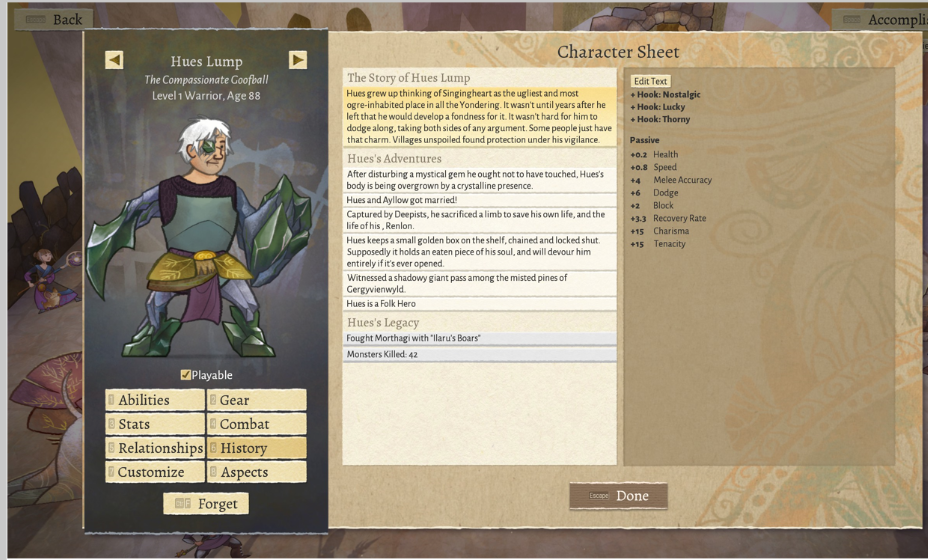 Back
Accomplis
Hues Lump
The Compassionate Goofball
Level 1 Warrior, Age 88
Playable
Abilities
Gear
Stats
Combat
Relationships
History
Customize
Aspects
Forget
Character Sheet
The Story of Hues Lump
Hues grew up thinking of Singingheart as the ugliest and most
ogre-inhabited place in all the Yondering. It wasn't until years after he
left that he would develop a fondness for it. It wasn't hard for him to
dodge along, taking both sides of any argument. Some people just have
that charm. Villages unspoiled found protection under his vigilance.
Hues's Adventures
After disturbing a mystical gem he ought not to have touched, Hues's
body is being overgrown by a crystalline presence.
Hues and Ayllow got married!
Captured by Deepists, he sacrificed a limb to save his own life, and the
life of his , Renlon.
Hues keeps a small golden box on the shelf, chained and locked shut.
Supposedly it holds an eaten piece of his soul, and will devour him
entirely if it's ever opened.
Witnessed a shadowy giant pass among the misted pines of
Gergyvienwyld.
Hues is a Folk Hero
Hues's Legacy
Fought Morthagi with "Ilaru's Boars"
Monsters Killed: 42
Edit Text
+ Hook: Nostalgic
+ Hook: Lucky
+ Hook: Thorny
Passive
+0.2 Health
+0.8 Speed
+4 Melee Accuracy
+6 Dodge
+2 Block
+3.3 Recovery Rate
+15 Charisma
+15 Tenacity
Escape Done